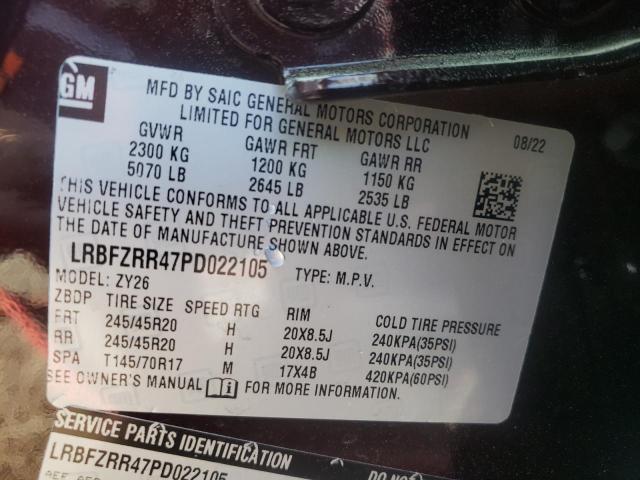 GM
MFD BY SAIC GENERAL MOTORS CORPORATION
LIMITED FOR GENERAL MOTORS LLC
08/22
GVWR GAWR FRT GAWR RR
2300 KG 1200 KG 1150 KG
5070 LB 2645 LB 2535 LB
THIS VEHICLE CONFORMS TO ALL APPLICABLE U.S. FEDERAL MOTOR
VEHICLE SAFETY AND THEFT PREVENTION STANDARDS IN EFFECT ON
THE DATE OF MANUFACTURE SHOWN ABOVE.
LRBFZRR47PD022105 TYPE: M.P.V.
MODEL: ZY26
ZBDP TIRE SIZE SPEED RTG RIM COLD TIRE PRESSURE
FRT 245/45R20 H 20X8.5J 240KPA(35PSI)
RR 245/45R20 H 20X8.5J 240KPA(35PSI)
SPA T145/70R17 M 17X4B 420KPA(60PSI)
SEE OWNER'S MANUAL FOR MORE INFORMATION.
SERVICE PARTS IDENTIFICATION
LRBFZRR47PD022105 DO NO